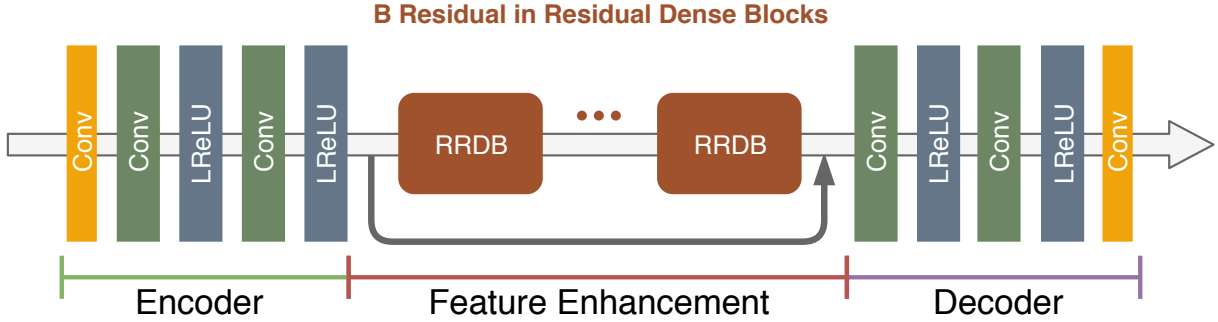 B Residual in Residual Dense Blocks
Conv
Conv
LReLU
Conv
LReLU
RRDB
RRDB
Conv
LReLU
Conv
LReLU
Conv
Encoder
Feature Enhancement
Decoder